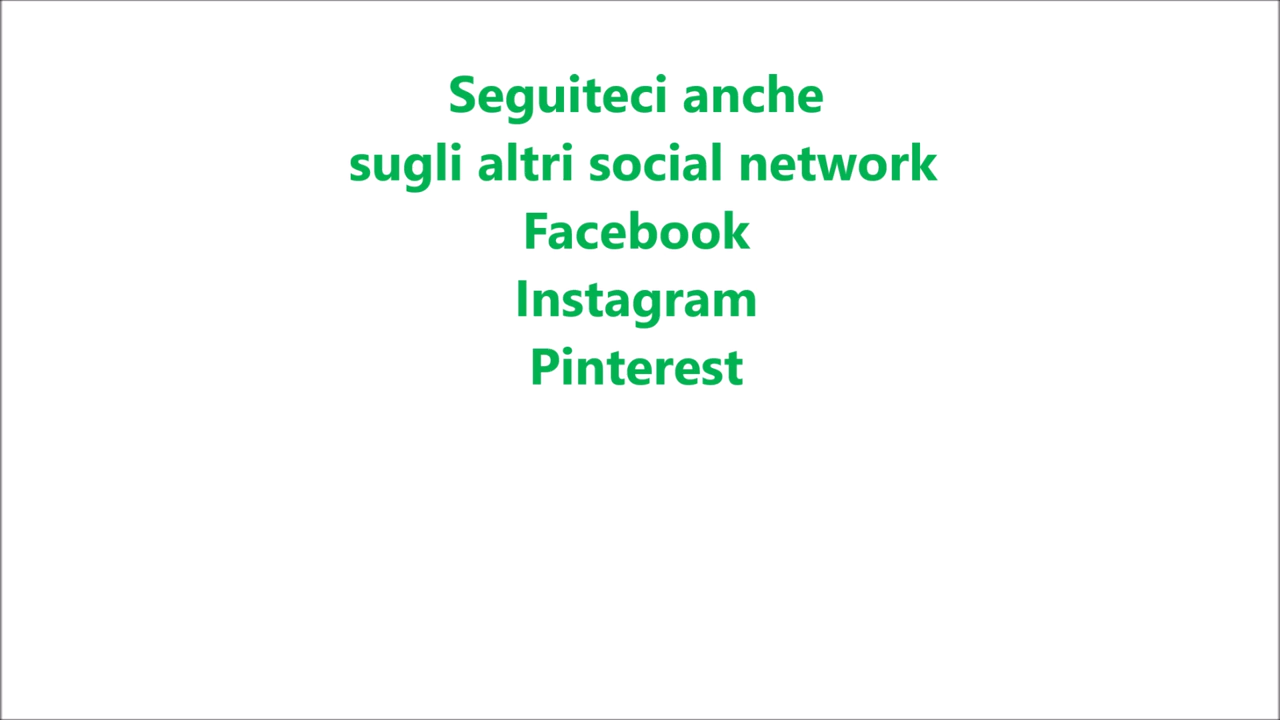 Seguiteci anche
sugli altri social network
Facebook
Instagram
Pinterest